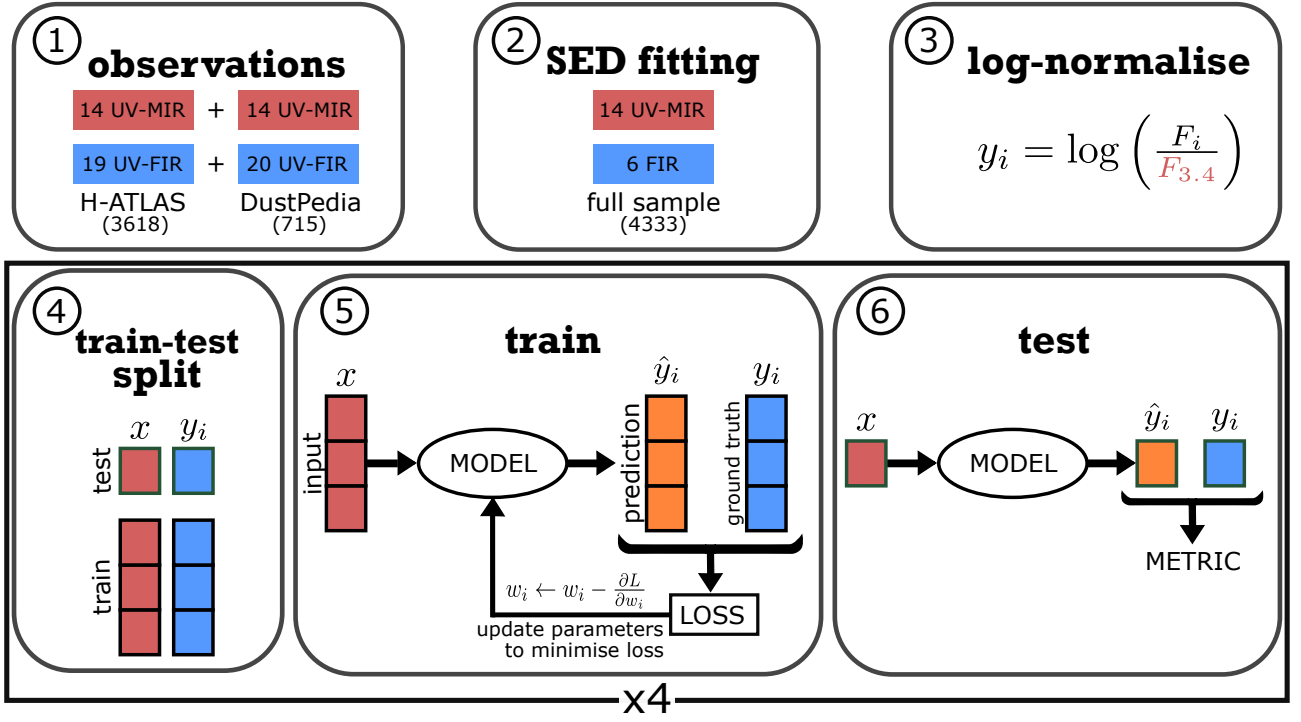 1
observations
14 UV-MIR + 14 UV-MIR
19 UV-FIR + 20 UV-FIR
H-ATLAS DustPedia
(3618) (715)
2
SED fitting
14 UV-MIR
6 FIR
full sample
(4333)
3
log-normalise
y_i = log ( F_i / F_{3.4} )
4
train-test
split
x y_i
test
train
5
train
x ŷ_i y_i
input
MODEL
prediction
ground truth
w_i ← w_i − ∂L/∂w_i
LOSS
update parameters
to minimise loss
6
test
x ŷ_i y_i
MODEL
METRIC
x4